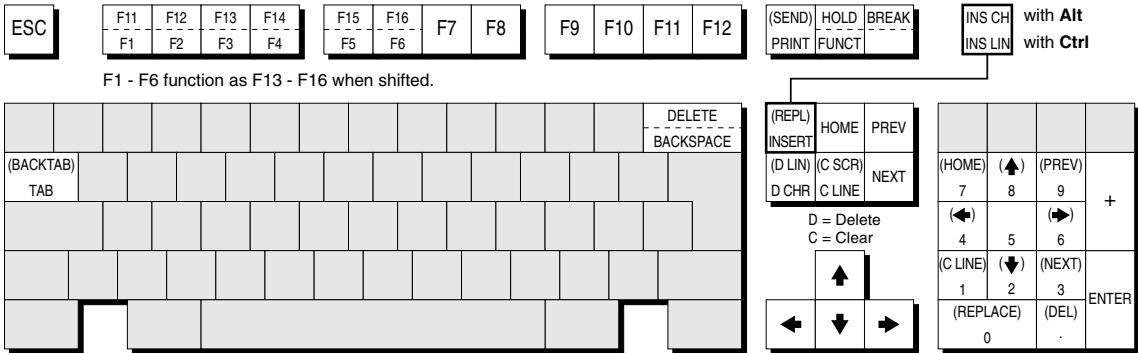 ESC F11 F12 F13 F14 F15 F16 F7 F8 F9 F10 F11 F12 (SEND) HOLD BREAK INS CH with Alt
F1 F2 F3 F4 F5 F6 PRINT FUNCT INS LIN with Ctrl
F1 - F6 function as F13 - F16 when shifted.
DELETE
BACKSPACE
(BACKTAB)
TAB
(REPL) HOME PREV
INSERT
(D LIN) (C SCR) NEXT
D CHR C LINE
D = Delete
C = Clear
(HOME) ( ) (PREV) +
7 8 9
( ) ( )
4 5 6
(C LINE) ( ) (NEXT) ENTER
1 2 3
(REPLACE) (DEL)
0 .